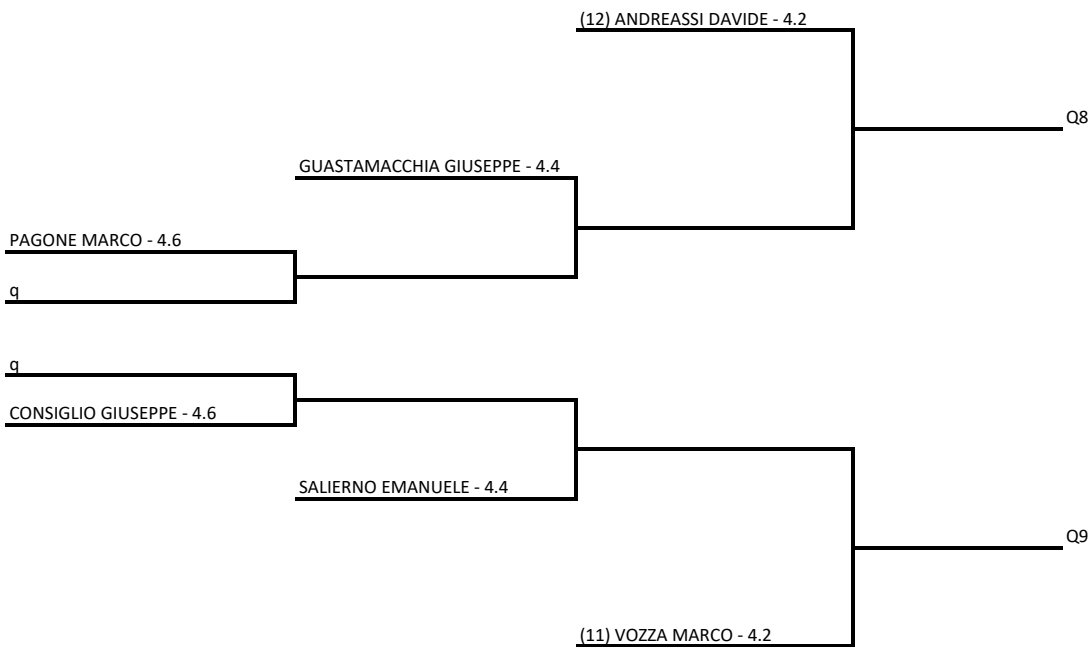 (12) ANDREASSI DAVIDE - 4.2
Q8
GUASTAMACCHIA GIUSEPPE - 4.4
PAGONE MARCO - 4.6
q
q
CONSIGLIO GIUSEPPE - 4.6
SALIERNO EMANUELE - 4.4
Q9
(11) VOZZA MARCO - 4.2